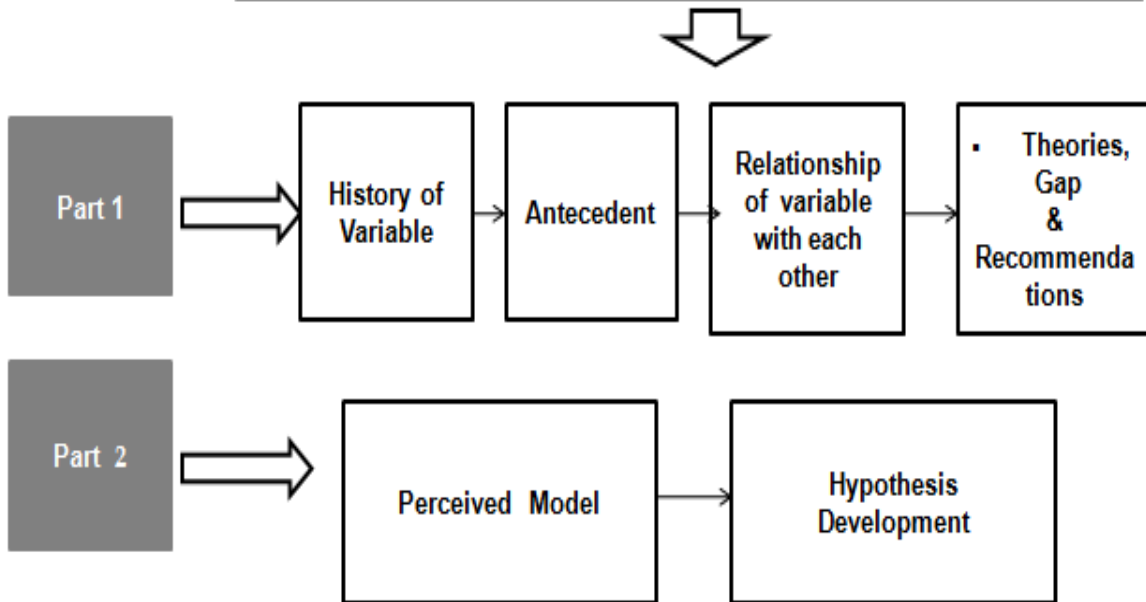 Part 1
History of
Variable
Antecedent
Relationship
of variable
with each
other
▪ Theories,
Gap
&
Recommenda
tions
Part 2
Perceived Model
Hypothesis
Development